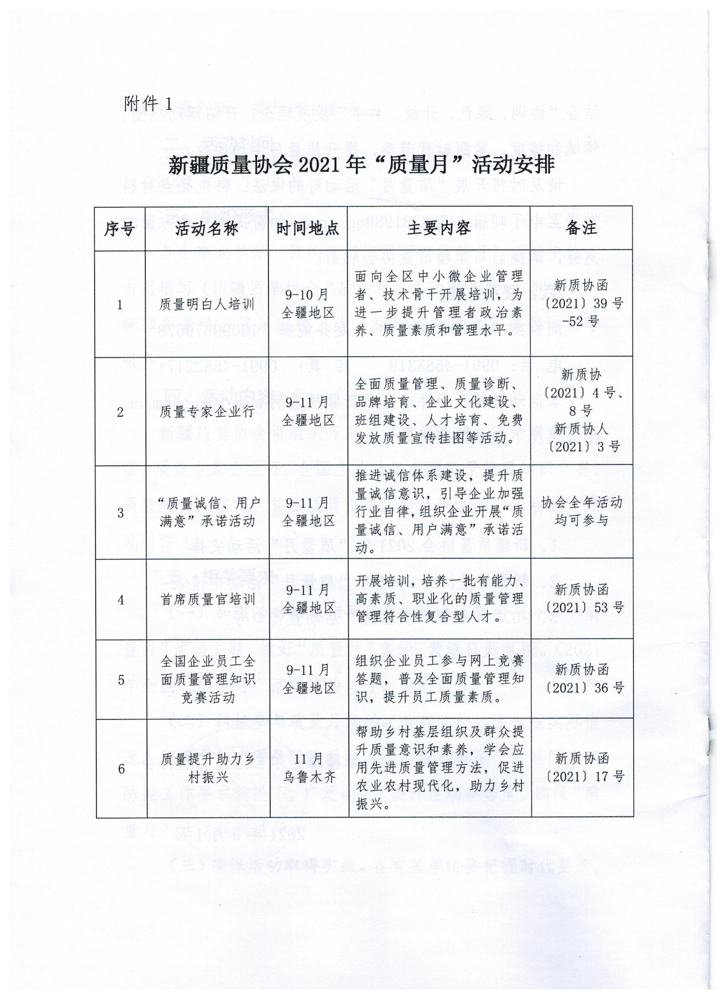 附件 1
新疆质量协会 2021 年“质量月”活动安排
序号 活动名称 时间地点 主要内容 备注
1
质量明白人培训
9-10 月
全疆地区
面向全区中小微企业管理
者、技术骨干开展培训，为
进一步提升管理者政治素
养、质量素质和管理水平。
新质协函
〔2021〕39 号
-52 号
2
质量专家企业行
9-11 月
全疆地区
全面质量管理、质量诊断、
品牌培育、企业文化建设、
班组建设、人才培育、免费
发放质量宣传挂图等活动。
新质协
〔2021〕4 号、
8 号
新质协人
〔2021〕3 号
3
“质量诚信、用户
满意”承诺活动
9-11 月
全疆地区
推进诚信体系建设，提升质
量诚信意识，引导企业加强
行业自律，组织企业开展“质
量诚信、用户满意”承诺活
动。
协会全年活动
均可参与
4
首席质量官培训
9-11 月
全疆地区
开展培训，培养一批有能力、
高素质、职业化的质量管理
管理符合性复合型人才。
新质协函
〔2021〕53 号
5
全国企业员工全
面质量管理知识
竞赛活动
9-11 月
全疆地区
组织企业员工参与网上竞赛
答题，普及全面质量管理知
识，提升员工质量素质。
新质协函
〔2021〕36 号
6
质量提升助力乡
村振兴
11 月
乌鲁木齐
帮助乡村基层组织及群众提
升质量意识和素养，学会应
用先进质量管理方法，促进
农业农村现代化，助力乡村
振兴。
新质协函
〔2021〕17 号